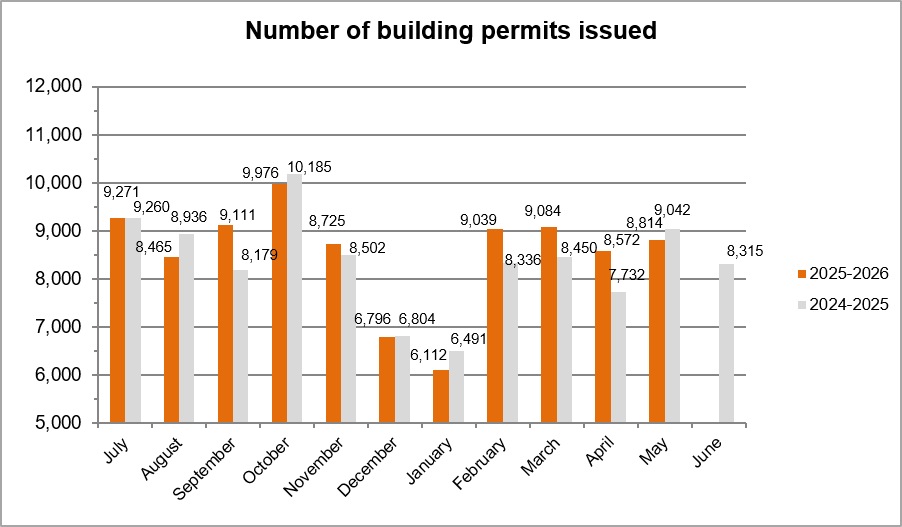 Number of building permits issued
12,000
11,000
10,000
9,000
8,000
7,000
6,000
5,000
9,271
9,260
8,465
8,936
9,111
8,179
9,976
10,185
8,725
8,502
6,796
6,804
6,112
6,491
9,039
8,336
9,084
8,450
8,572
7,732
8,814
9,042
8,315
July
August
September
October
November
December
January
February
March
April
May
June
2025-2026
2024-2025